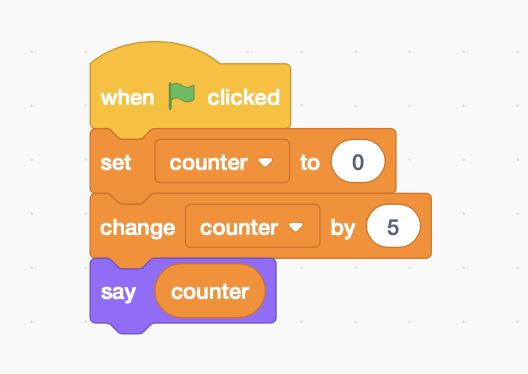 when clicked
set counter to 0
change counter by 5
say counter